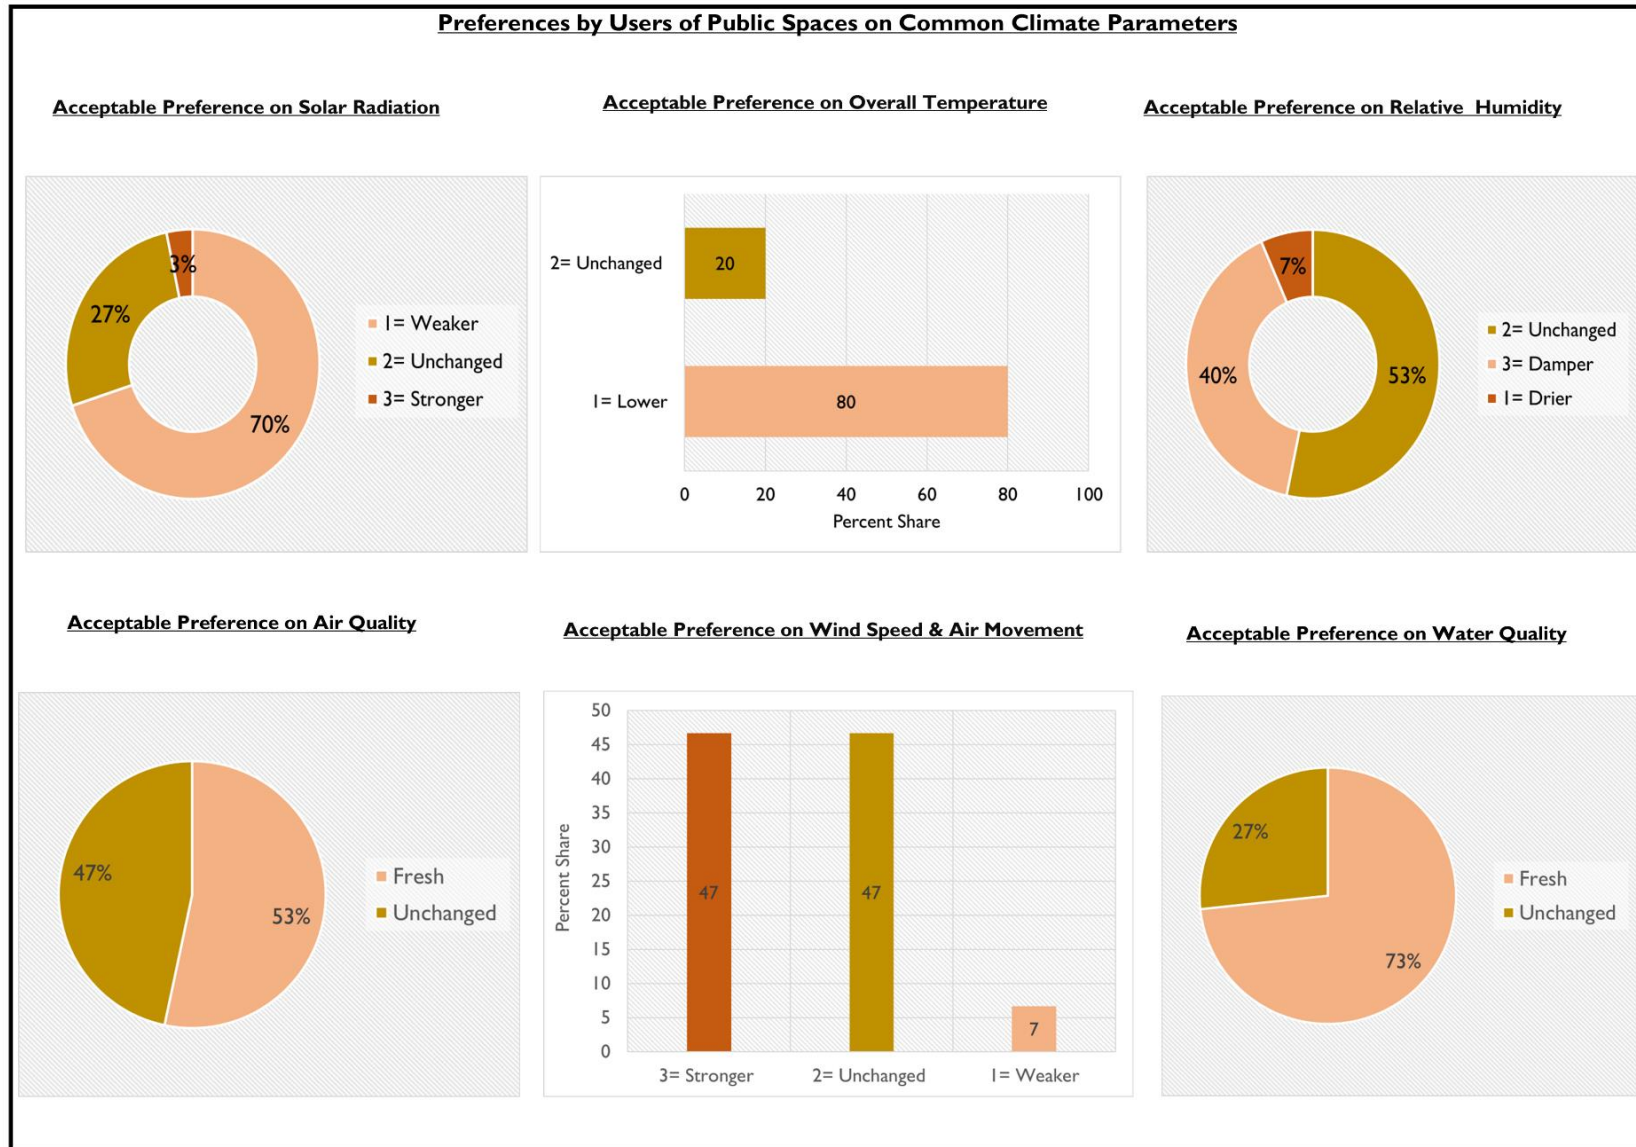 Preferences by Users of Public Spaces on Common Climate Parameters
Acceptable Preference on Solar Radiation
3%
27%
70%
1= Weaker
2= Unchanged
3= Stronger
Acceptable Preference on Overall Temperature
2= Unchanged
20
1= Lower
80
0 20 40 60 80 100
Percent Share
Acceptable Preference on Relative Humidity
7%
40%
53%
2= Unchanged
3= Damper
1= Drier
Acceptable Preference on Air Quality
47%
53%
Fresh
Unchanged
Acceptable Preference on Wind Speed & Air Movement
Percent Share
50
45
40
35
30
25
20
15
10
5
0
47 47 7
3= Stronger 2= Unchanged 1= Weaker
Acceptable Preference on Water Quality
27%
73%
Fresh
Unchanged